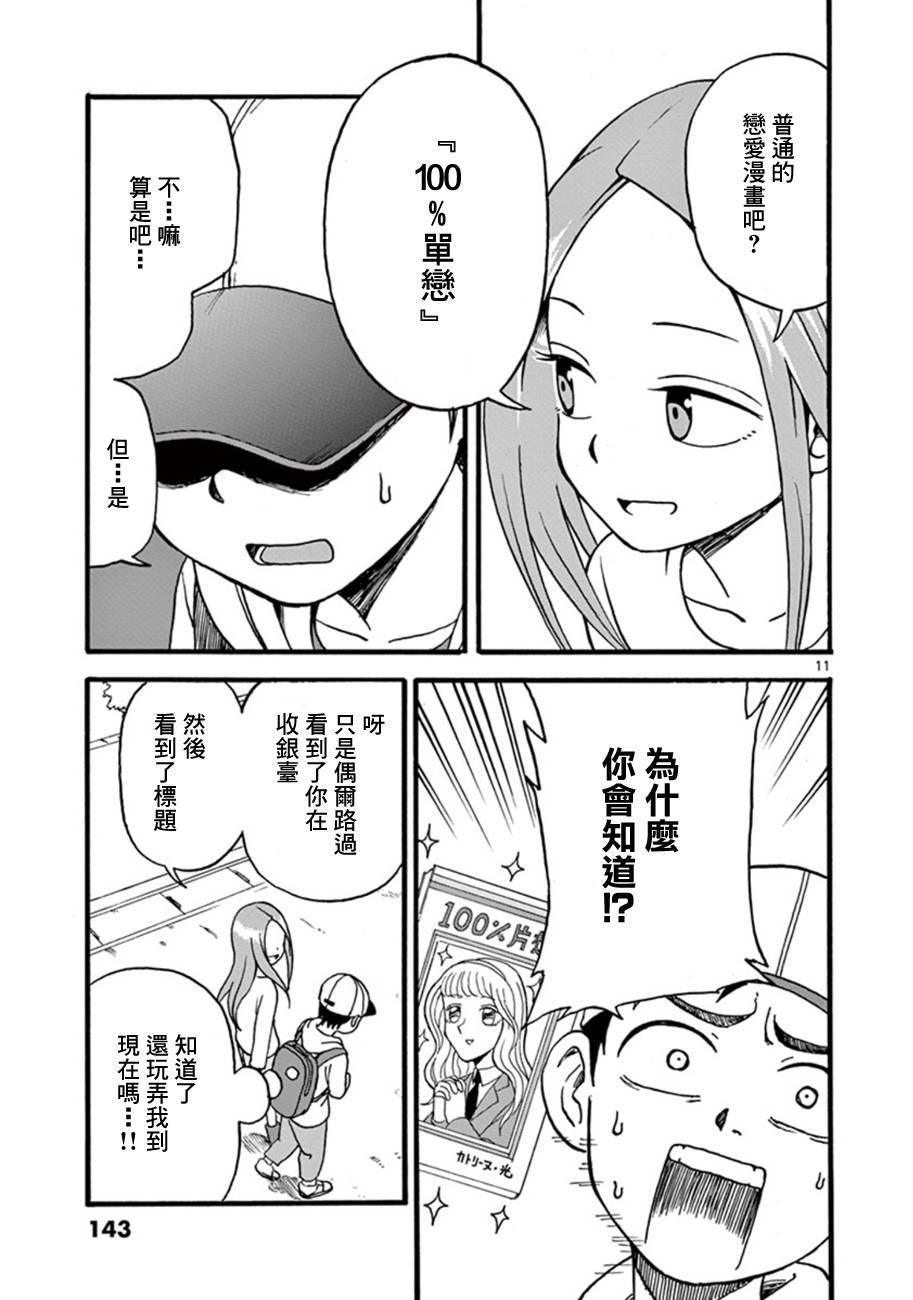 普通的
戀愛漫畫吧？
『100%單戀』
不…嘛
算是吧…
但…是
11
為什麼
你會知道!?
100%片
カトリーヌ・光
呀
只是偶爾路過
看到了你在
收銀臺
然後
看到了標題
知道了
還玩弄我到
現在嗎…!!
143